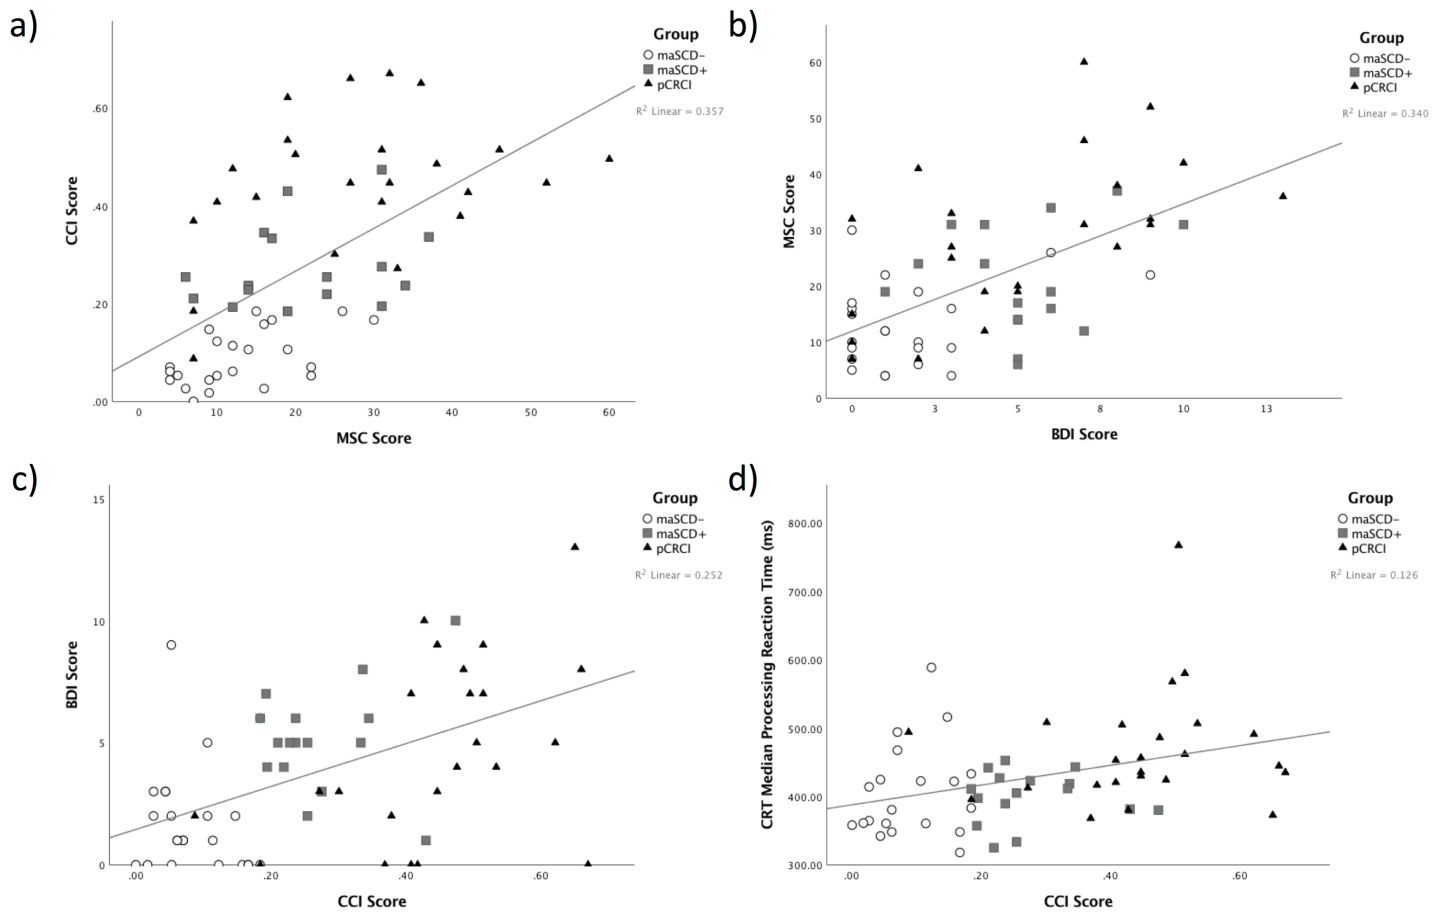 a)
Group
maSCD–
maSCD+
pCRCI
R2 Linear = 0.357
CCI Score
.60
.40
.20
.00
0 10 20 30 40 50 60
MSC Score
b)
Group
maSCD–
maSCD+
pCRCI
R2 Linear = 0.340
MSC Score
60
50
40
30
20
10
0
0 3 5 8 10 13
BDI Score
c)
Group
maSCD–
maSCD+
pCRCI
R2 Linear = 0.252
BDI Score
15
10
5
0
.00 .20 .40 .60
CCI Score
d)
Group
maSCD–
maSCD+
pCRCI
R2 Linear = 0.126
CRT Median Processing Reaction Time (ms)
800.00
700.00
600.00
500.00
400.00
300.00
.00 .20 .40 .60
CCI Score